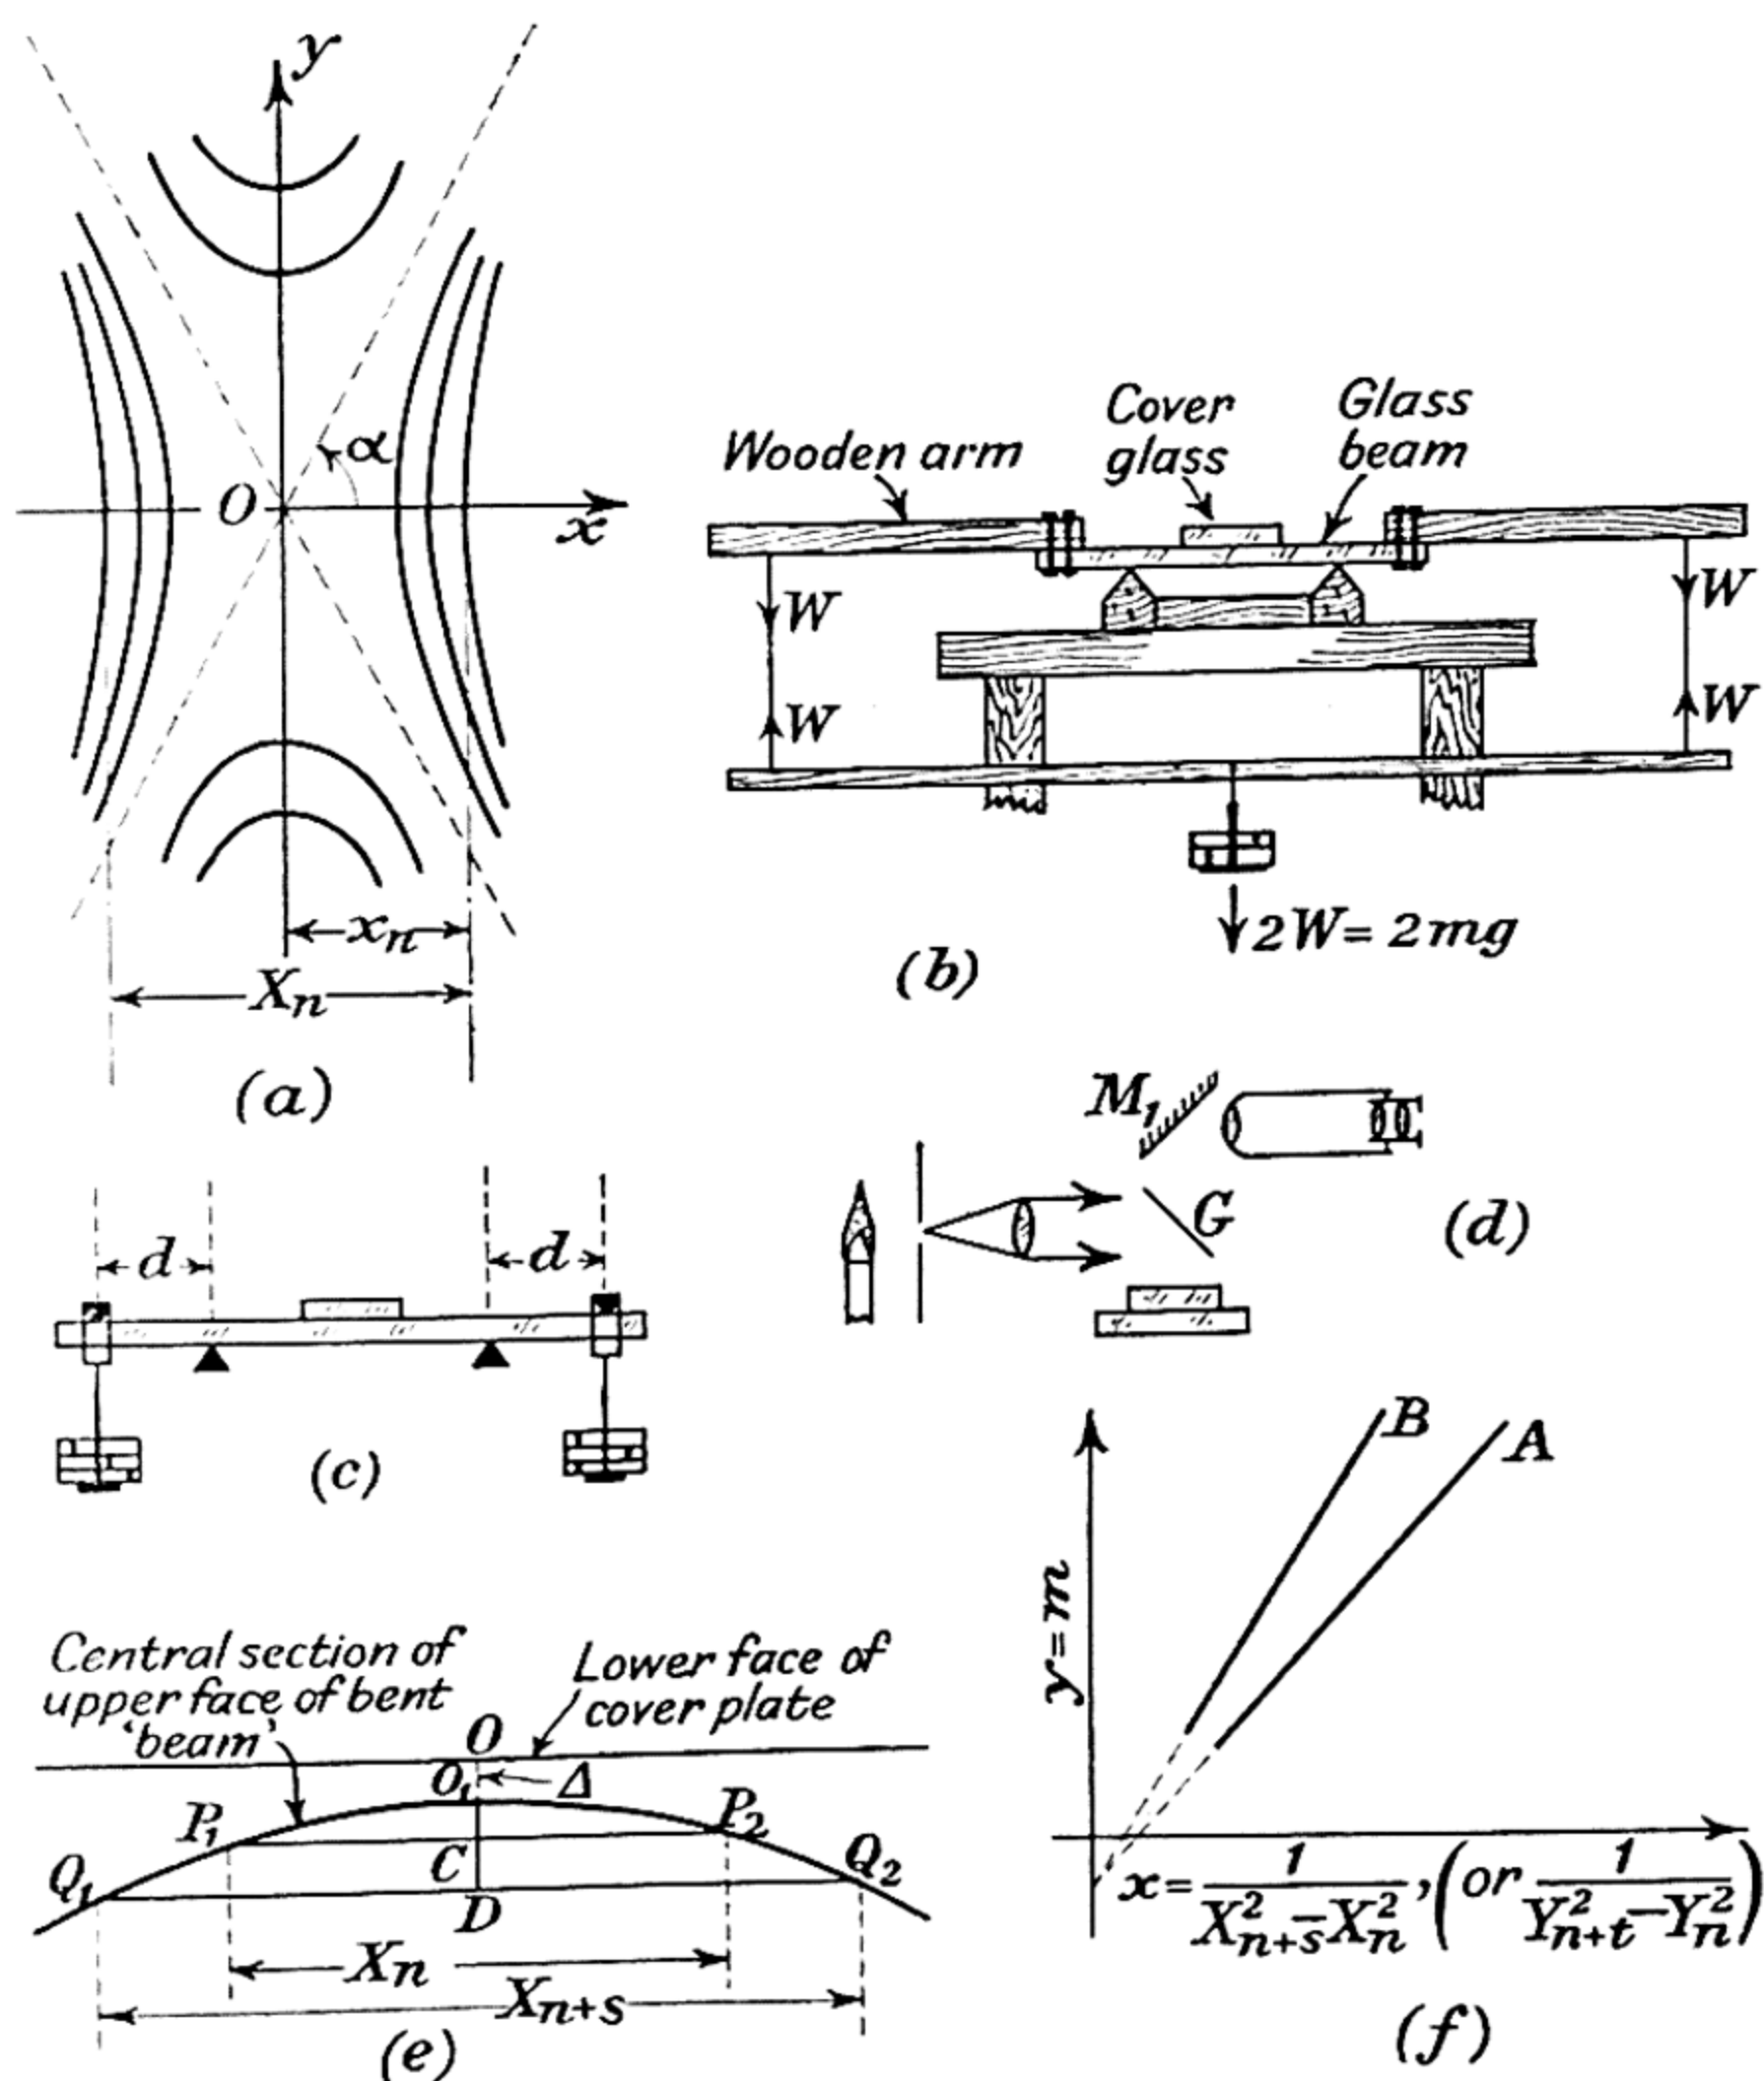 y
α
O
x
xₙ
Xₙ
(a)
Wooden arm
Cover
glass
Glass
beam
W
W
W
W
2W= 2mg
(b)
d
d
(c)
M₁
G
(d)
Central section of
upper face of bent
'beam'
Lower face of
cover plate
O
O₁
Δ
P₁
P₂
C
Q₁
Q₂
D
Xₙ
Xₙ₊ₛ
(e)
B
A
y=m
x = 1/(X²ₙ₊ₛ − X²ₙ), (or 1/(Y²ₙ₊ₜ − Y²ₙ))
(f)